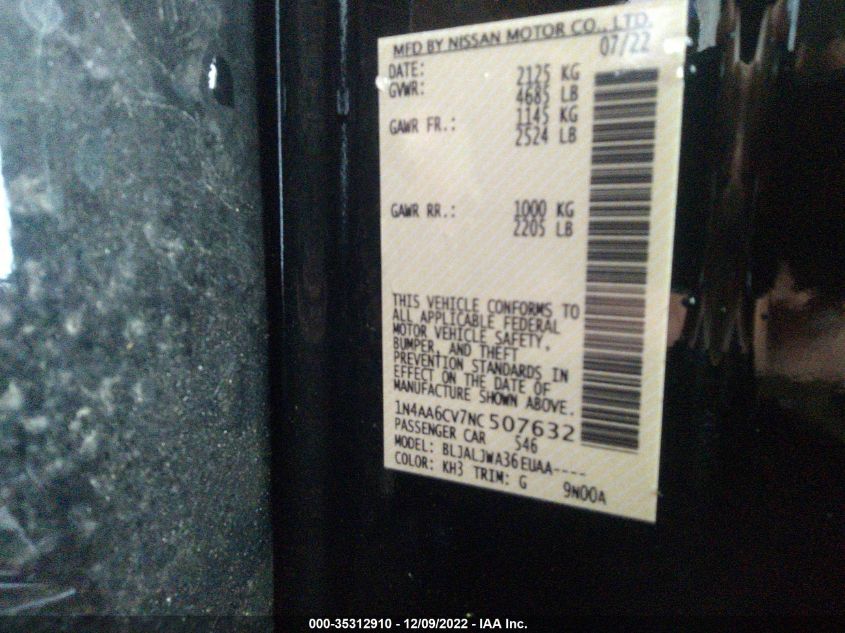 MFD BY NISSAN MOTOR CO., LTD.
DATE: 07/22
GVWR: 2125 KG
4685 LB
GAWR FR.: 1145 KG
2524 LB
GAWR RR.: 1000 KG
2205 LB
THIS VEHICLE CONFORMS TO
ALL APPLICABLE FEDERAL
MOTOR VEHICLE SAFETY,
BUMPER, AND THEFT
PREVENTION STANDARDS IN
EFFECT ON THE DATE OF
MANUFACTURE SHOWN ABOVE.
1N4AA6CV7NC507632
PASSENGER CAR S46
MODEL: BLJALJWA36EUAA----
COLOR: KH3 TRIM: G 9N00A
000-35312910 - 12/09/2022 - IAA Inc.